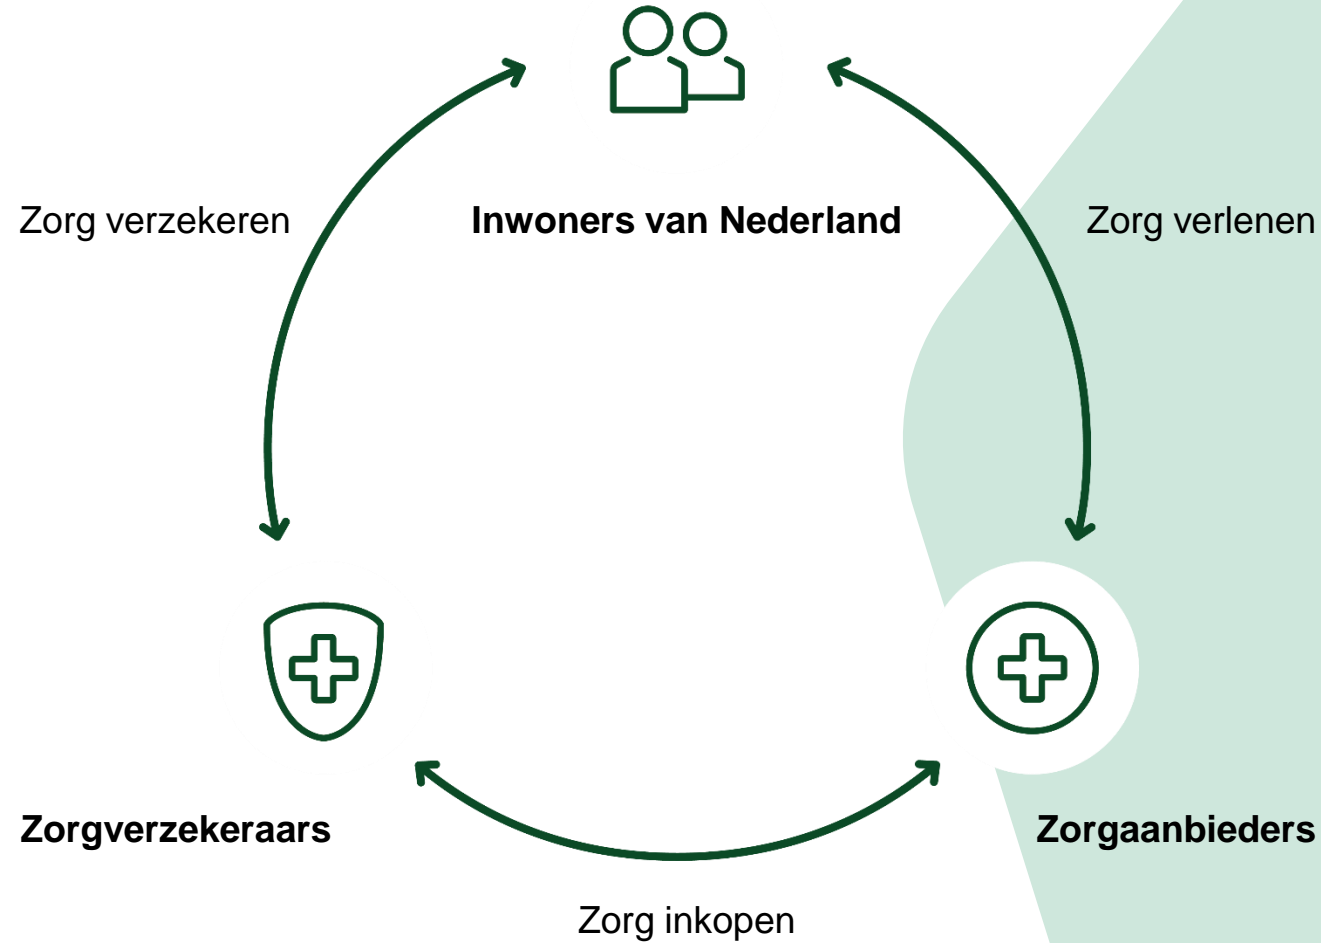 Zorg verzekeren
Inwoners van Nederland
Zorg verlenen
Zorgverzekeraars
Zorgaanbieders
Zorg inkopen